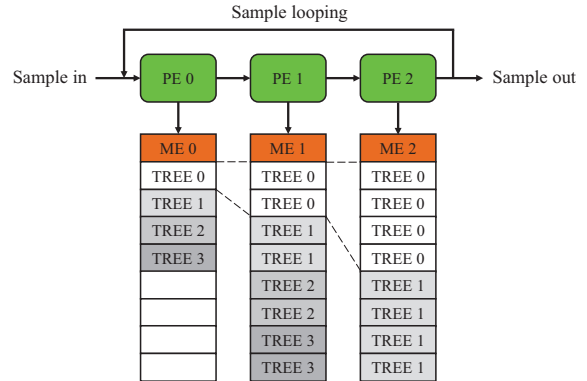 Sample looping
Sample in PE 0 PE 1 PE 2 Sample out
ME 0 ME 1 ME 2
TREE 0 TREE 0 TREE 0
TREE 1 TREE 0 TREE 0
TREE 2 TREE 1 TREE 0
TREE 3 TREE 1 TREE 0
TREE 2 TREE 1
TREE 2 TREE 1
TREE 3 TREE 1
TREE 3 TREE 1